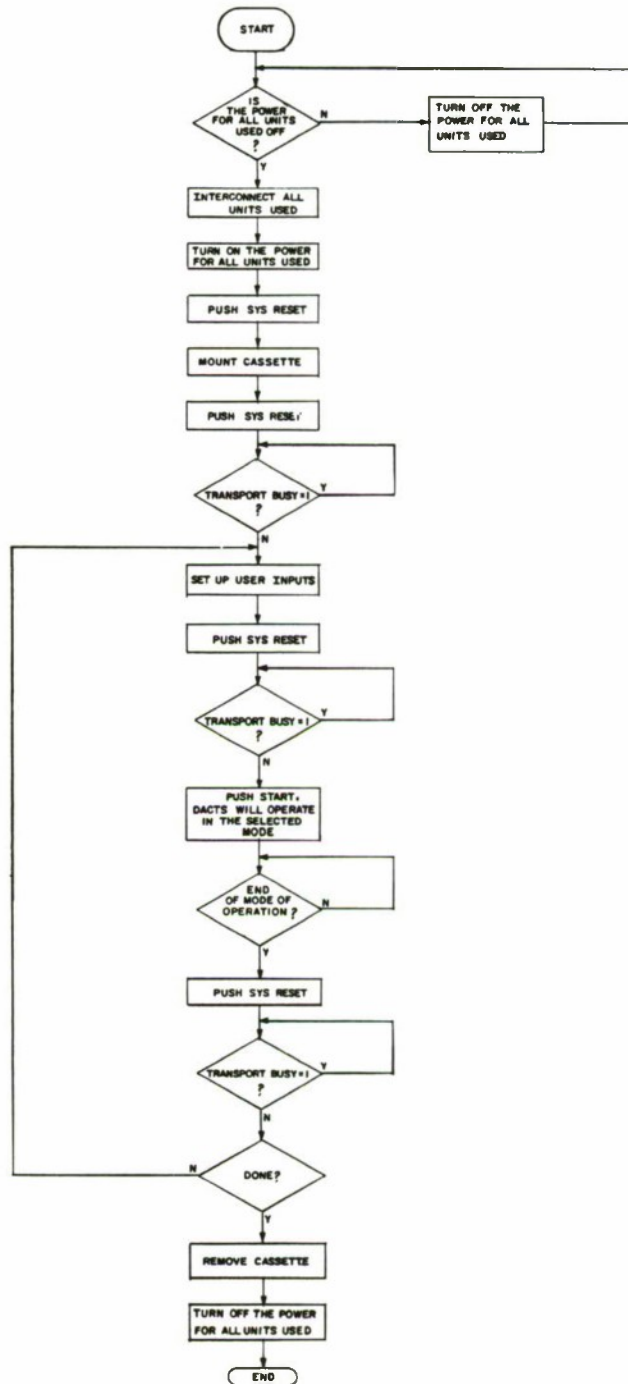 START
IS
THE POWER
FOR ALL UNITS
USED OFF
?
N
TURN OFF THE
POWER FOR ALL
UNITS USED
Y
INTERCONNECT ALL
UNITS USED
TURN ON THE POWER
FOR ALL UNITS USED
PUSH SYS RESET
MOUNT CASSETTE
PUSH SYS RESE
TRANSPORT BUSY=1
?
Y
N
SET UP USER INPUTS
PUSH SYS RESET
TRANSPORT BUSY=1
?
Y
N
PUSH START.
DACTS WILL OPERATE
IN THE SELECTED
MODE
END
OF MODE OF
OPERATION?
N
Y
PUSH SYS RESET
TRANSPORT BUSY=1
?
Y
N
DONE?
N
Y
REMOVE CASSETTE
TURN OFF THE POWER
FOR ALL UNITS USED
END